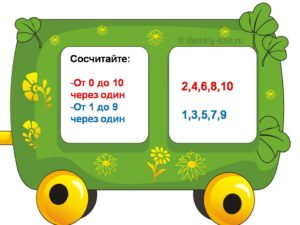 © detskiy-sait.ru
Сосчитайте:
-От 0 до 10
через один
-От 1 до 9
через один
2,4,6,8,10
1,3,5,7,9